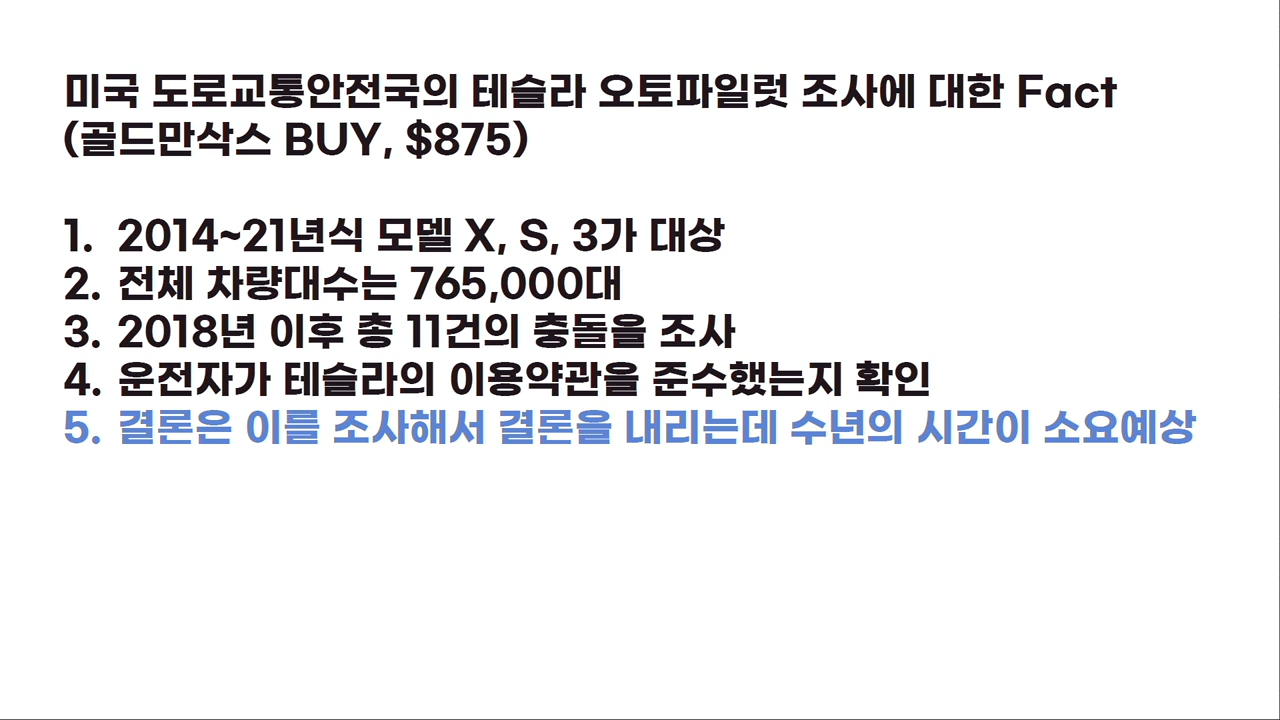 미국 도로교통안전국의 테슬라 오토파일럿 조사에 대한 Fact
(골드만삭스 BUY, $875)
1. 2014~21년식 모델 X, S, 3가 대상
2. 전체 차량대수는 765,000대
3. 2018년 이후 총 11건의 충돌을 조사
4. 운전자가 테슬라의 이용약관을 준수했는지 확인
5. 결론은 이를 조사해서 결론을 내리는데 수년의 시간이 소요예상